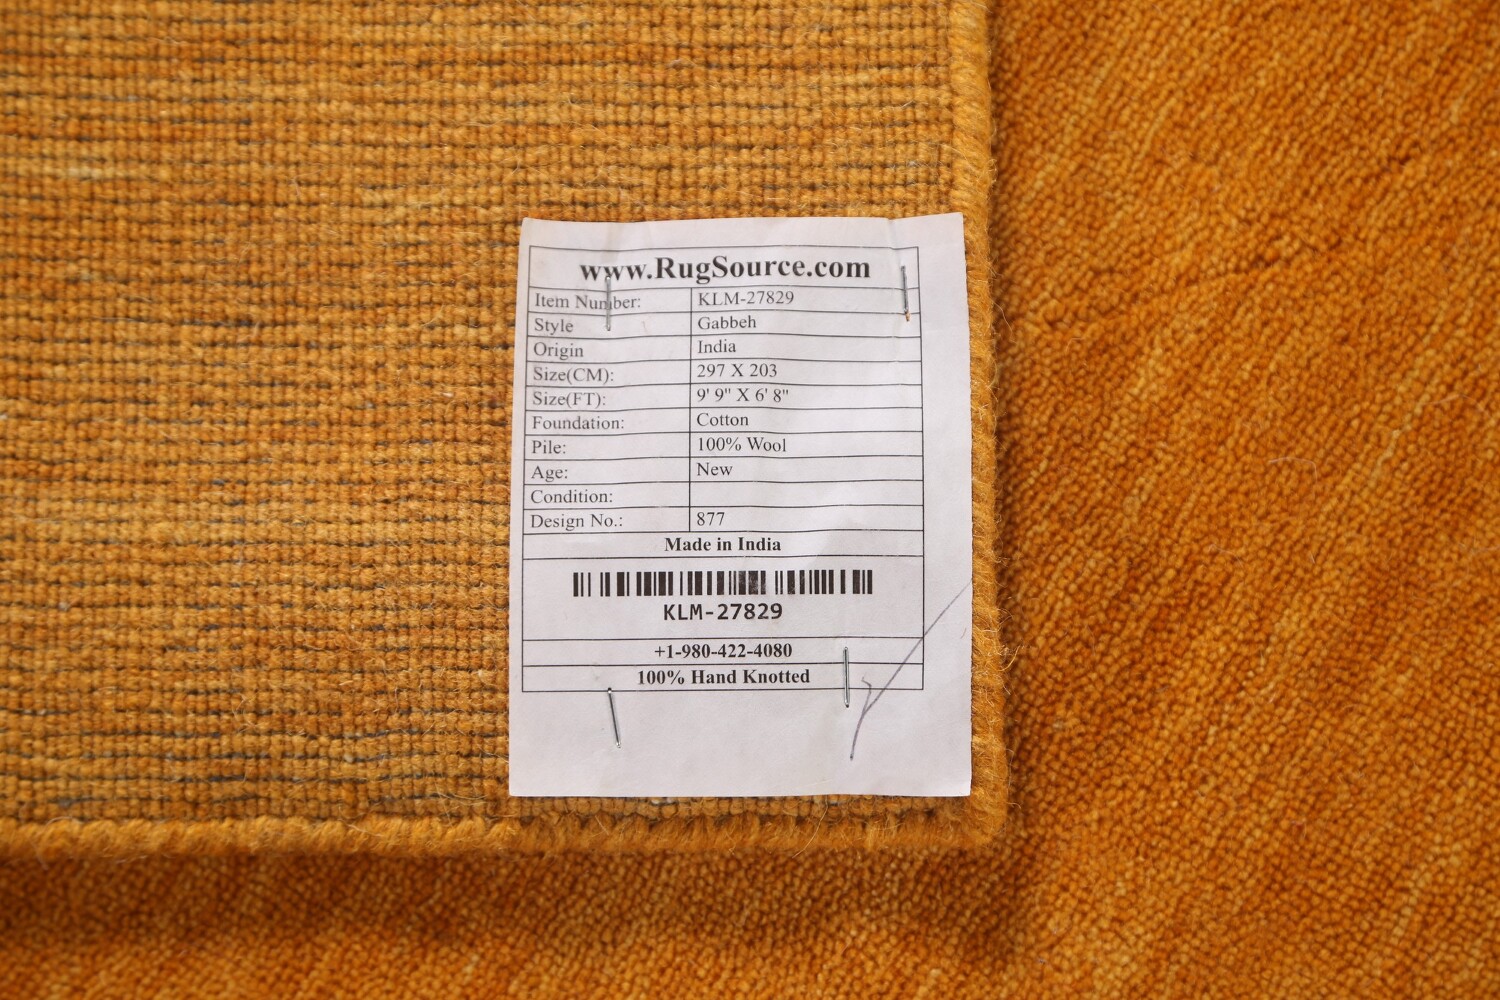 www.RugSource.com
Item Number: KLM-27829
Style Gabbeh
Origin India
Size(CM): 297 X 203
Size(FT): 9' 9" X 6' 8"
Foundation: Cotton
Pile: 100% Wool
Age: New
Condition:
Design No.: 877
Made in India
KLM-27829
+1-980-422-4080
100% Hand Knotted